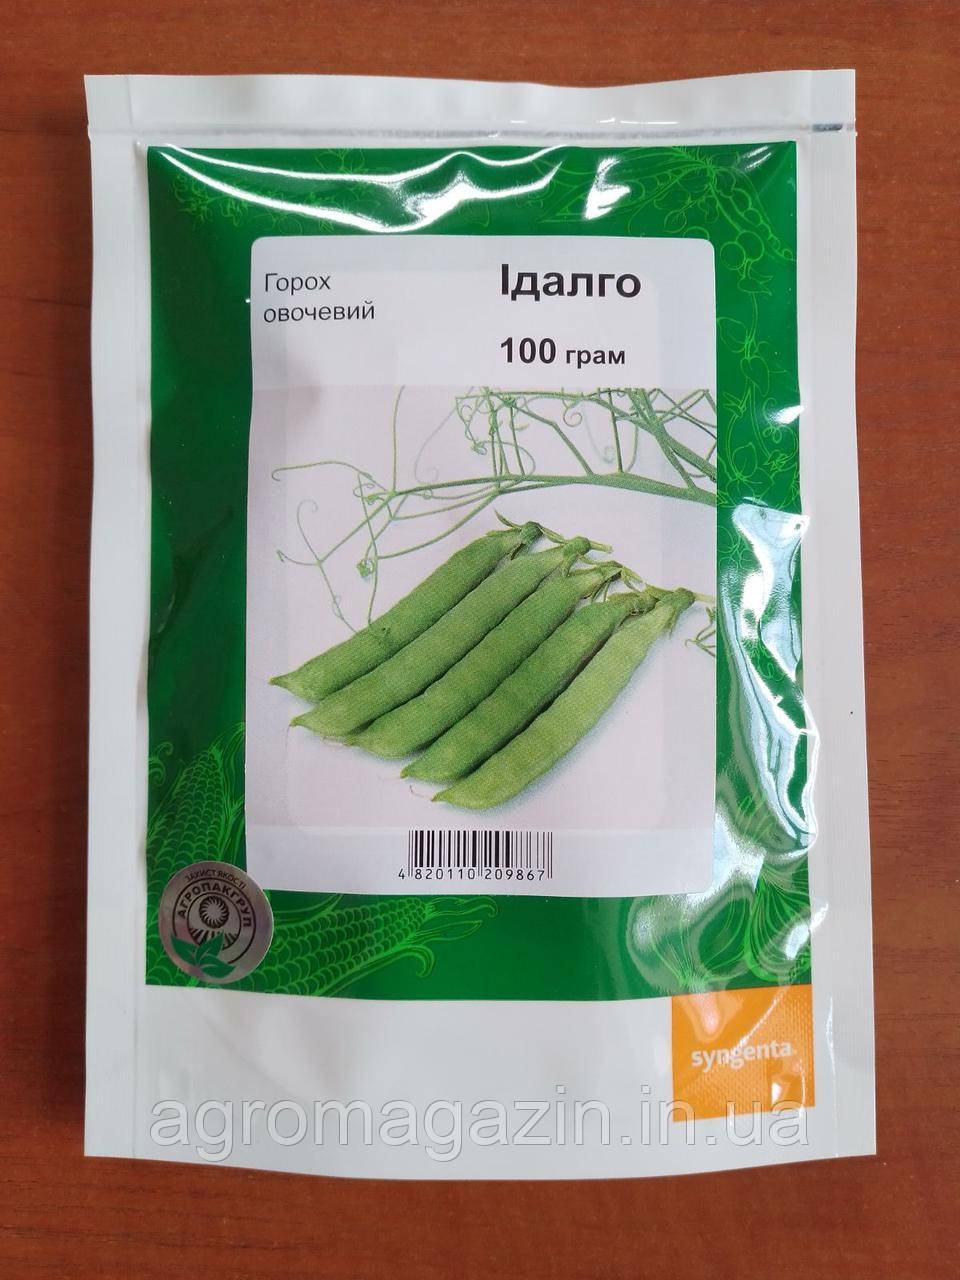 Горох
овочевий
Ідалго
100 грам
4 820110 209867
ЗАХИСТ ЯКОСТІ
АГРОПАКГРУП
syngenta
agromagazin.in.ua